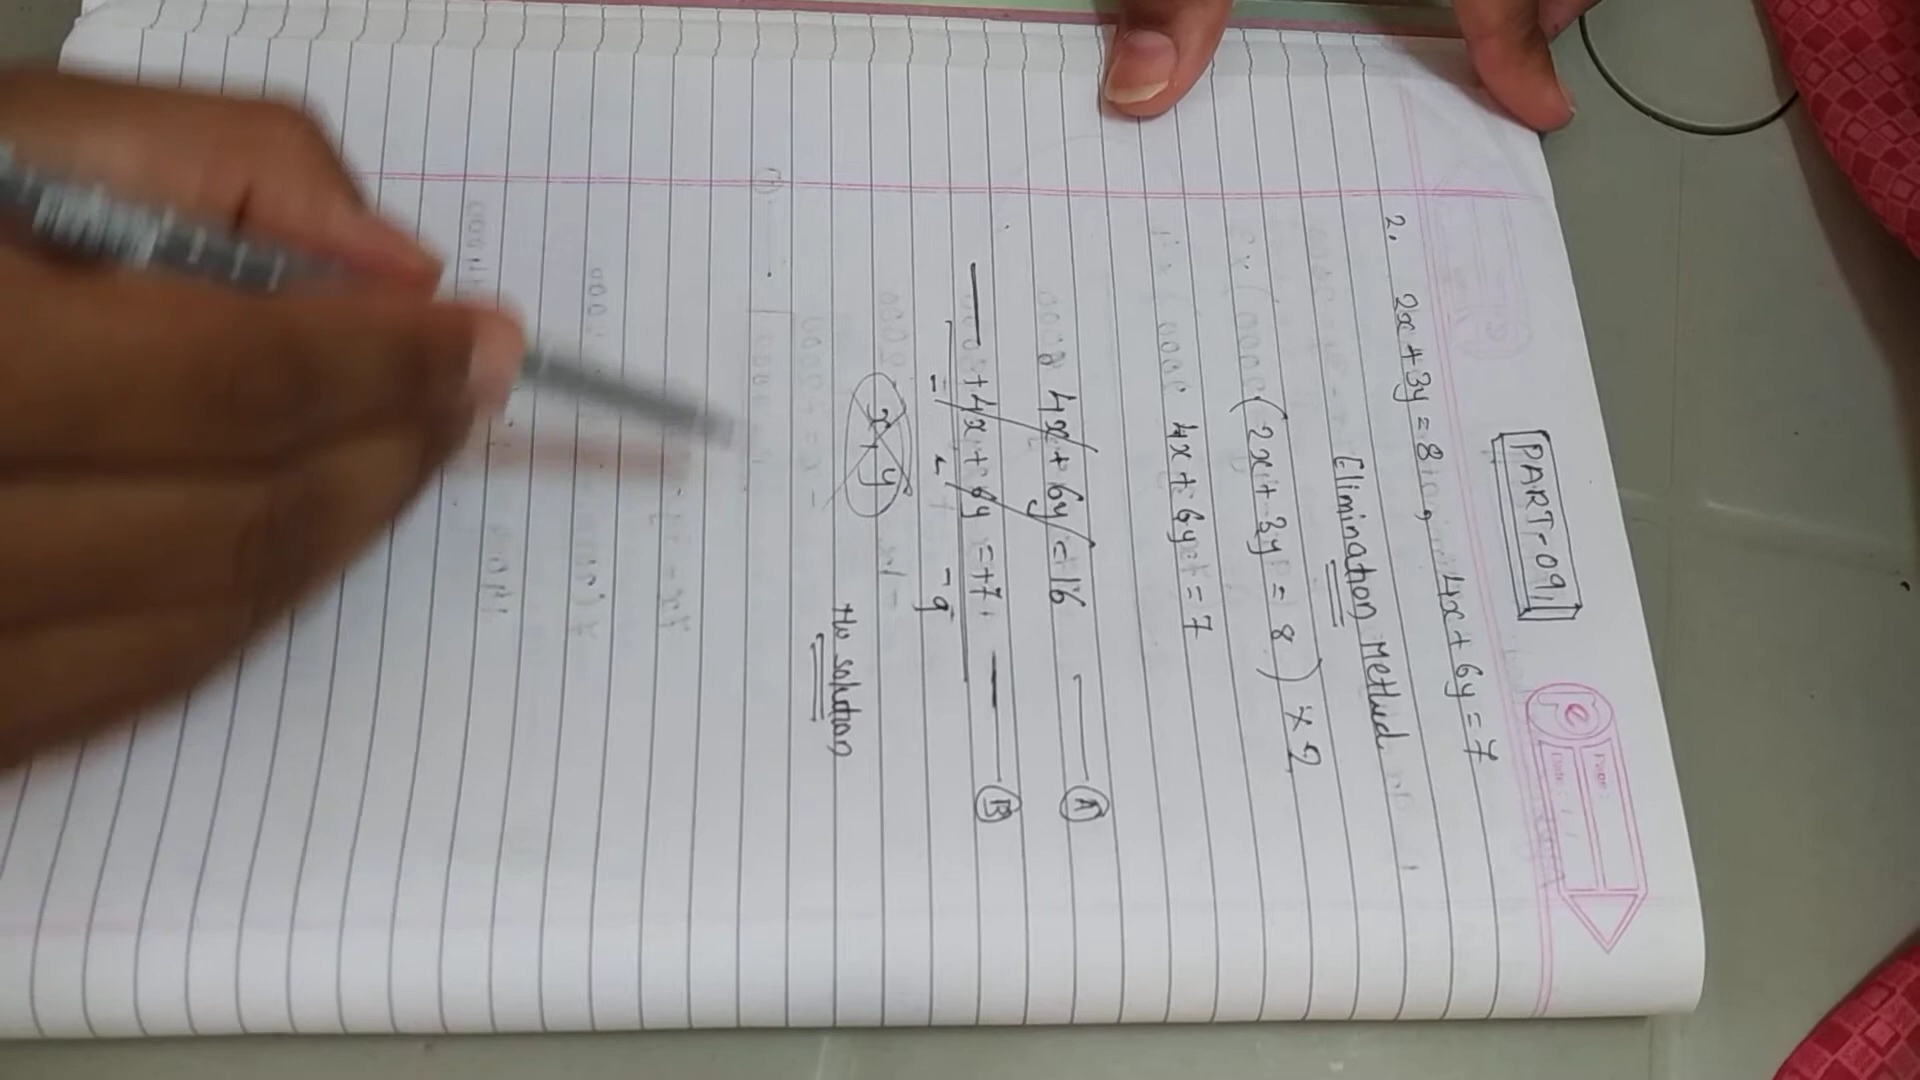 PART-09
2. 2x + 3y = 8, 4x + 6y = 7
Elimination Method
(2x + 3y = 8) x 2
4x + 6y = 7
4x + 6y = 16 — (A)
+4x + 6y = +7 — (B)
- - -9
x, y
No solution